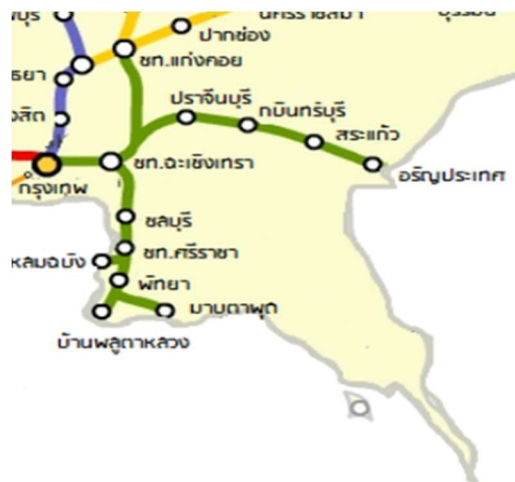 ปากช่อง
ชท.แก่งคอย
ปราจีนบุรี
กบินทร์บุรี
สระแก้ว
อรัญประเทศ
ชท.ฉะเชิงเทรา
กรุงเทพ
ชลบุรี
ชท.ศรีราชา
หลมฉบัง
พัทยา
มาบตาพุด
บ้านพลูตาหลวง